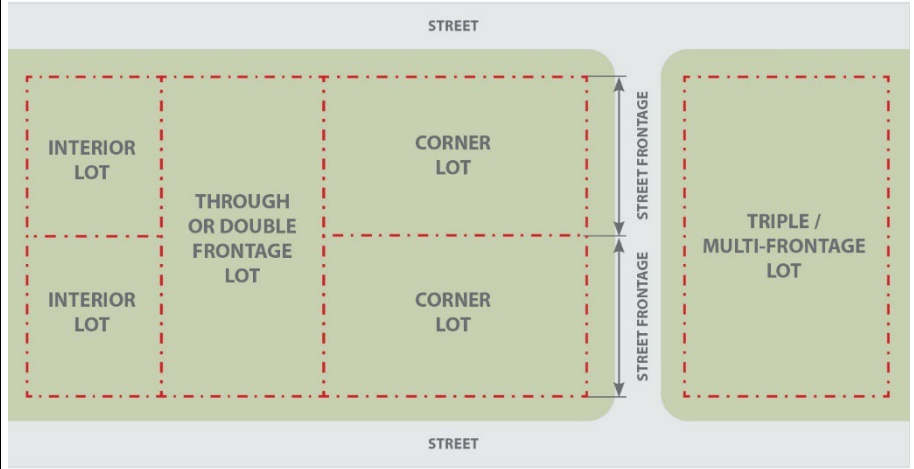 STREET
INTERIOR
LOT
THROUGH
OR DOUBLE
FRONTAGE
LOT
CORNER
LOT
STREET FRONTAGE
TRIPLE /
MULTI-FRONTAGE
LOT
INTERIOR
LOT
CORNER
LOT
STREET FRONTAGE
STREET